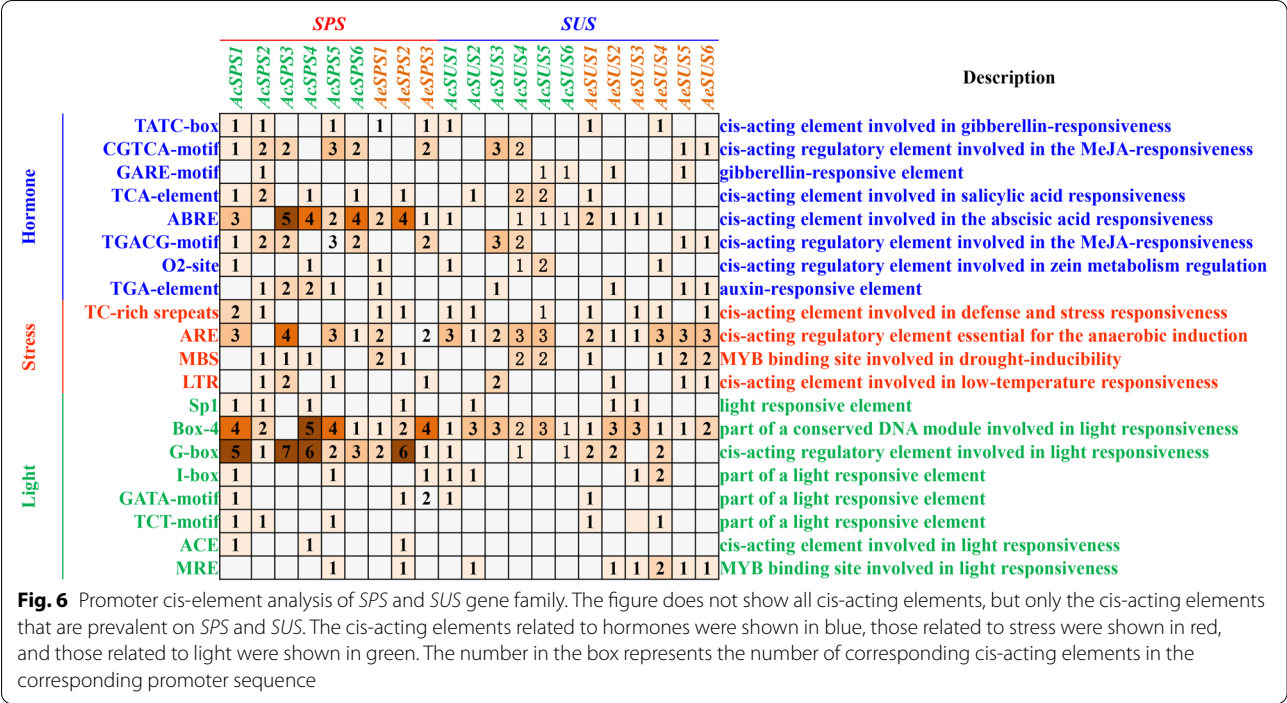 SPS SUS
AcSPS1 AcSPS2 AcSPS3 AcSPS4 AcSPS5 AcSPS6 AeSPS1 AeSPS2 AeSPS3 AcSUS1 AcSUS2 AcSUS3 AcSUS4 AcSUS5 AcSUS6 AeSUS1 AeSUS2 AeSUS3 AeSUS4 AeSUS5 AeSUS6 Description
Hormone
TATC-box 1 1 1 1 1 1 1 1 cis-acting element involved in gibberellin-responsiveness
CGTCA-motif 1 2 2 3 2 2 3 2 1 1 cis-acting regulatory element involved in the MeJA-responsiveness
GARE-motif 1 1 1 1 1 gibberellin-responsive element
TCA-element 1 2 1 1 1 1 2 2 1 cis-acting element involved in salicylic acid responsiveness
ABRE 3 5 4 2 4 2 4 1 1 1 1 1 2 1 1 1 cis-acting element involved in the abscisic acid responsiveness
TGACG-motif 1 2 2 3 2 2 3 2 1 1 cis-acting regulatory element involved in the MeJA-responsiveness
O2-site 1 1 1 1 1 2 1 cis-acting regulatory element involved in zein metabolism regulation
TGA-element 1 2 2 1 1 1 1 1 1 auxin-responsive element
Stress
TC-rich srepeats 2 1 1 1 1 1 1 1 1 1 1 cis-acting element involved in defense and stress responsiveness
ARE 3 4 3 1 2 2 3 1 2 3 3 2 1 1 3 3 3 cis-acting regulatory element essential for the anaerobic induction
MBS 1 1 1 2 1 2 2 1 1 2 2 MYB binding site involved in drought-inducibility
LTR 1 2 1 1 2 1 1 1 cis-acting element involved in low-temperature responsiveness
Light
Sp1 1 1 1 1 1 1 1 light responsive element
Box-4 4 2 5 4 1 1 2 4 1 3 3 2 3 1 1 3 3 1 1 2 part of a conserved DNA module involved in light responsiveness
G-box 5 1 7 6 2 3 2 6 1 1 1 1 2 2 2 cis-acting regulatory element involved in light responsiveness
I-box 1 1 1 1 1 1 2 part of a light responsive element
GATA-motif 1 1 2 1 1 part of a light responsive element
TCT-motif 1 1 1 1 1 part of a light responsive element
ACE 1 1 1 cis-acting element involved in light responsiveness
MRE 1 1 1 1 1 2 1 1 MYB binding site involved in light responsiveness
Fig. 6 Promoter cis-element analysis of SPS and SUS gene family. The figure does not show all cis-acting elements, but only the cis-acting elements
that are prevalent on SPS and SUS. The cis-acting elements related to hormones were shown in blue, those related to stress were shown in red,
and those related to light were shown in green. The number in the box represents the number of corresponding cis-acting elements in the
corresponding promoter sequence